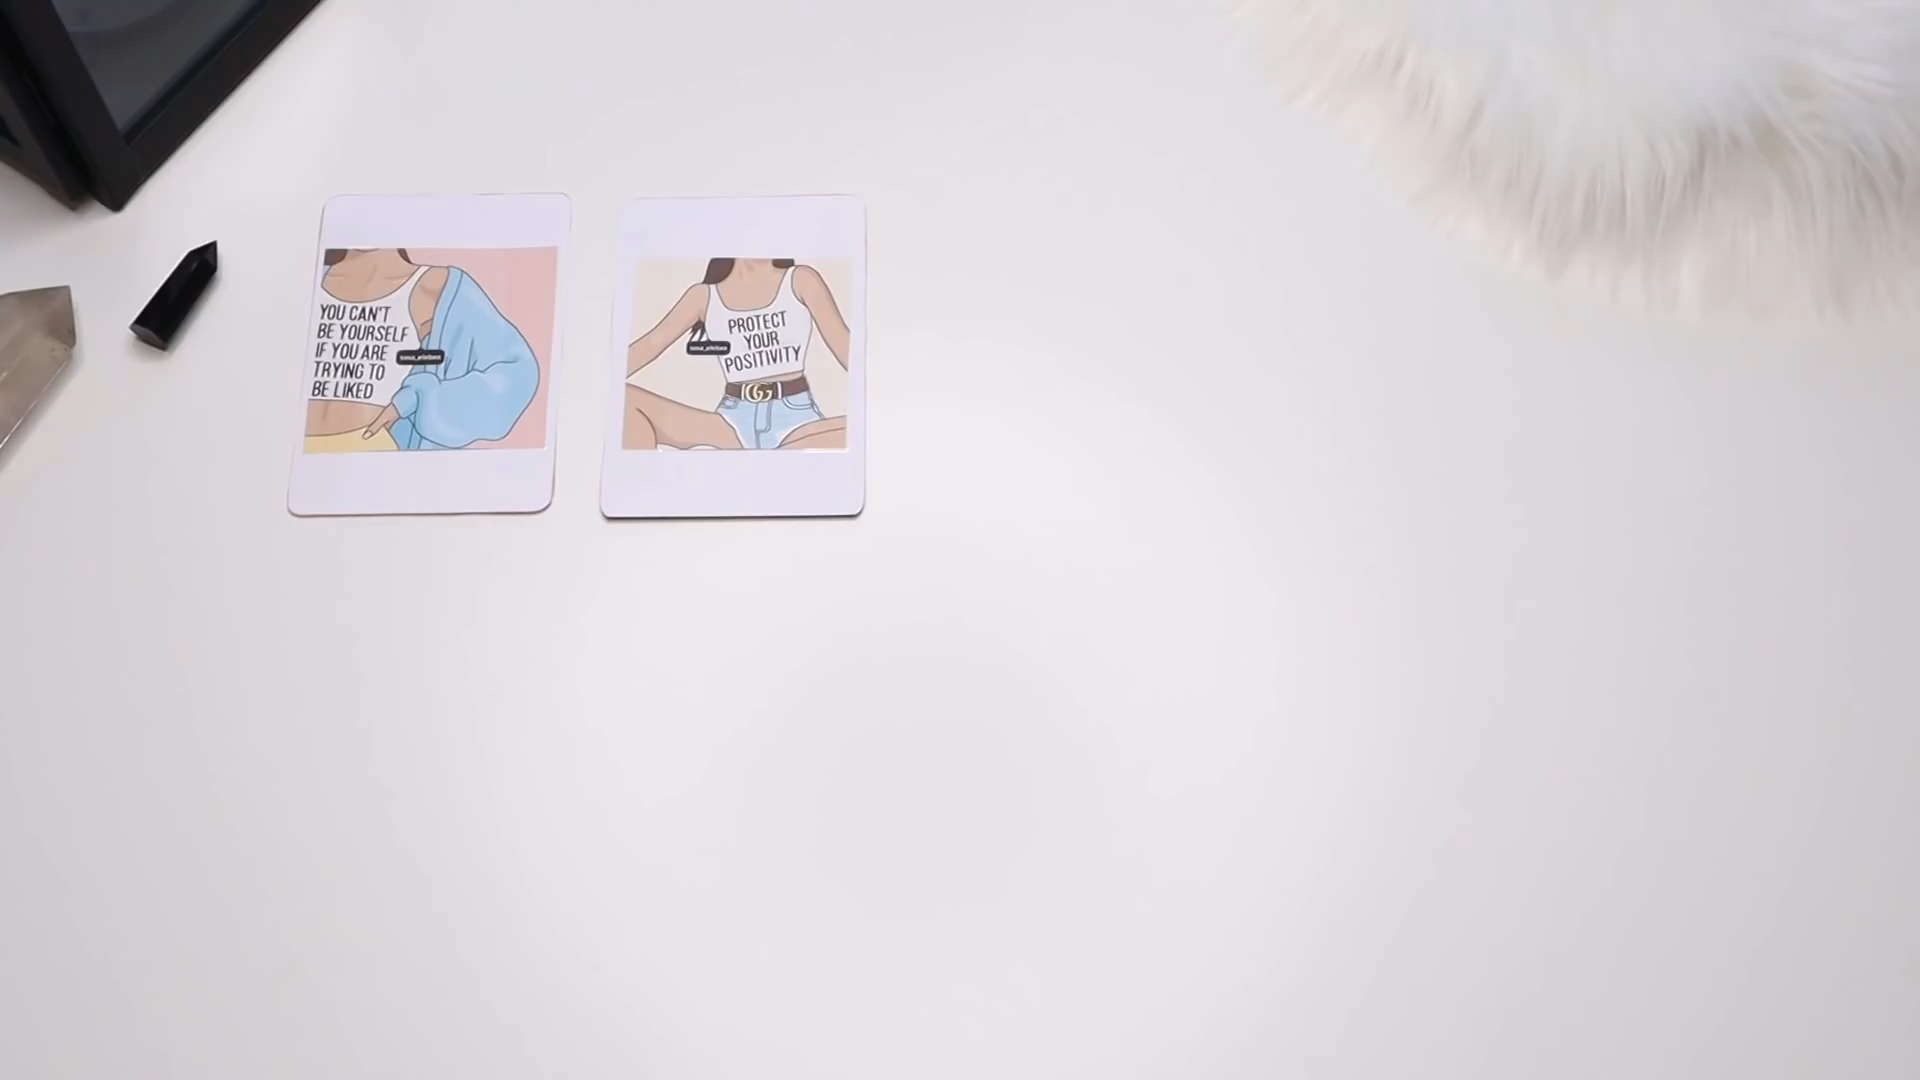 YOU CAN'T
BE YOURSELF
IF YOU ARE
TRYING TO
BE LIKED
PROTECT
YOUR
POSITIVITY